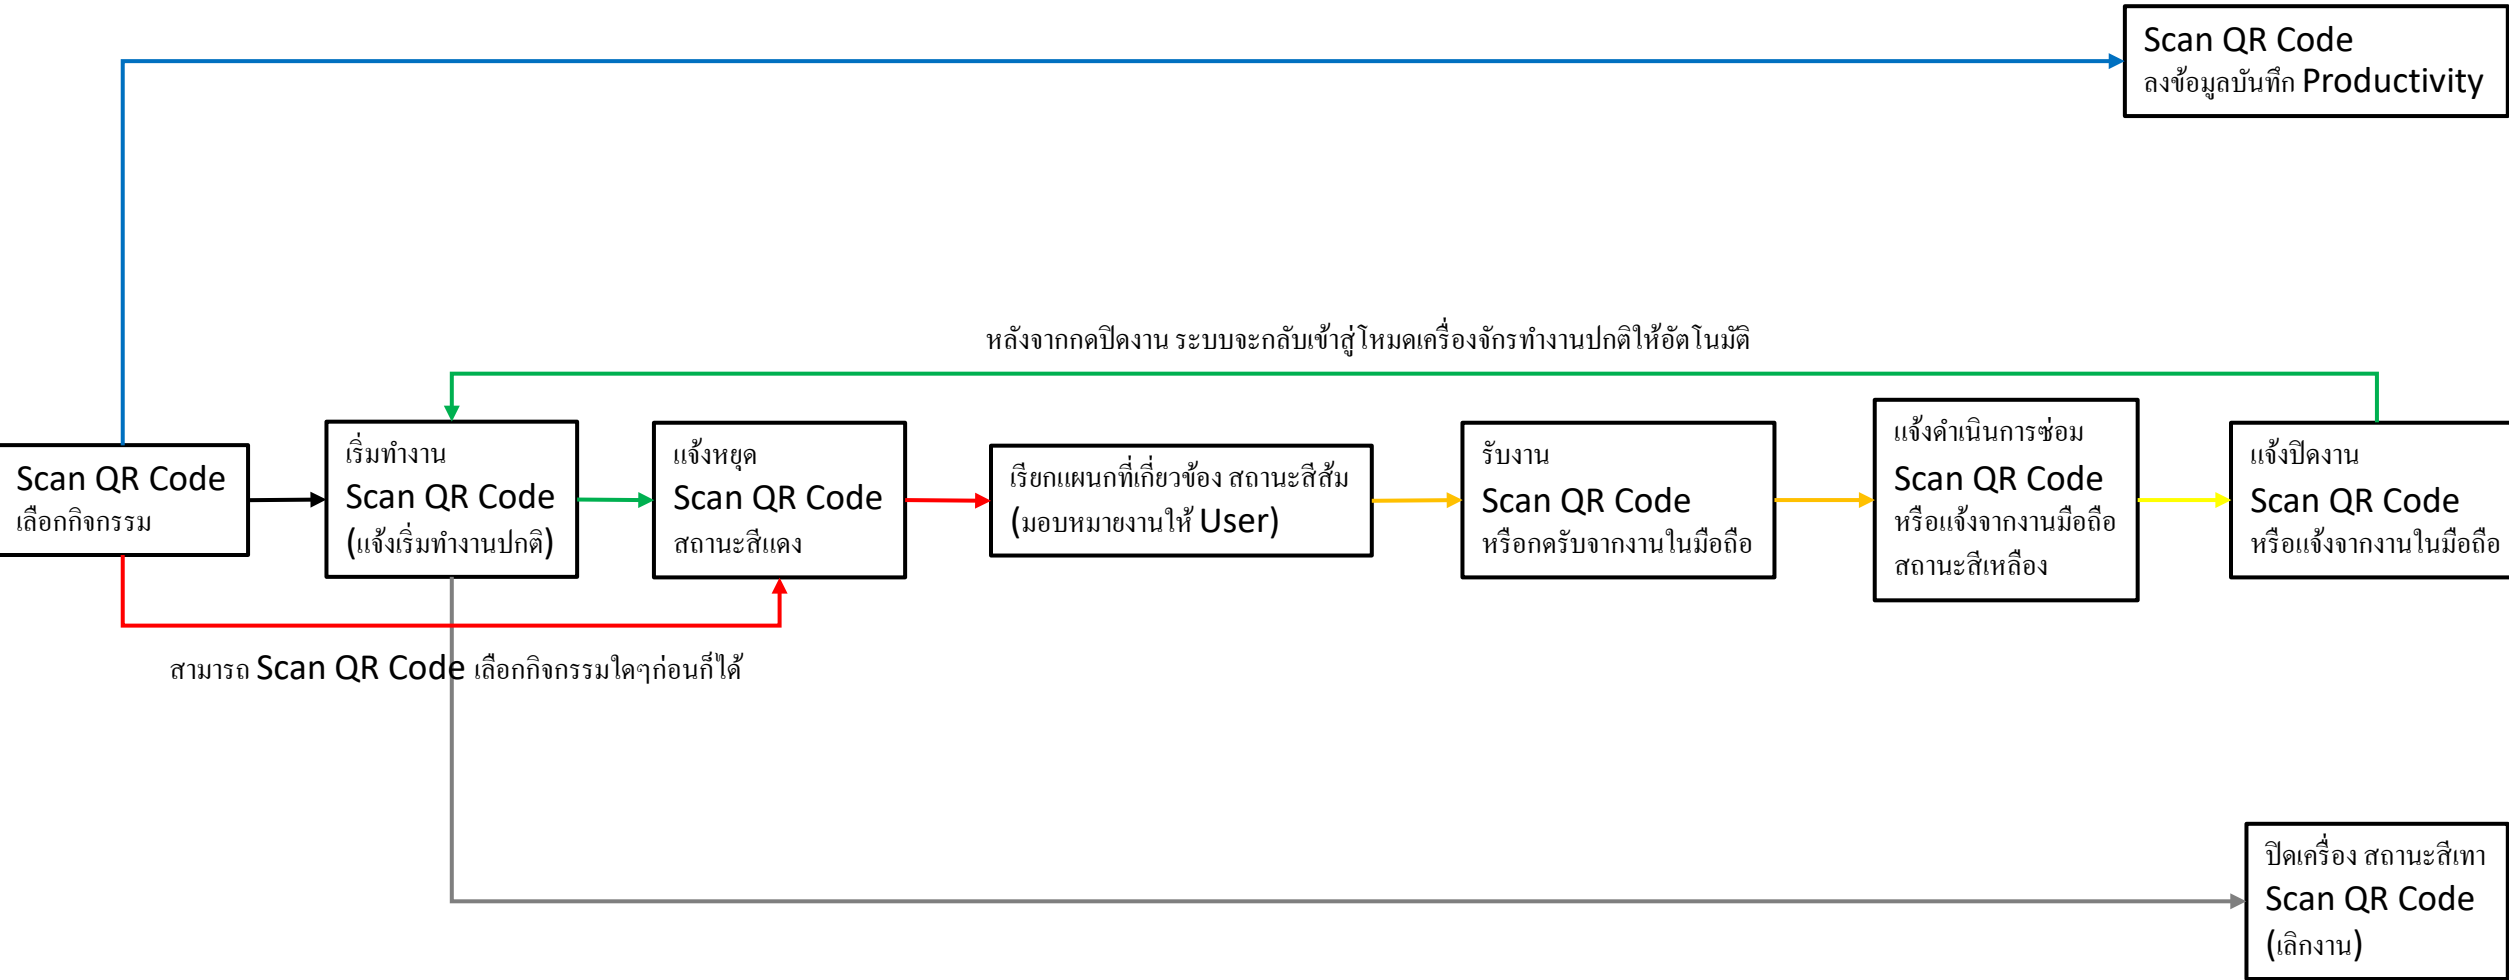 Scan QR Code
ลงข้อมูลบันทึก Productivity
หลังจากกดปิดงาน ระบบจะกลับเข้าสู่โหมดเครื่องจักรทำงานปกติให้อัตโนมัติ
Scan QR Code
เลือกกิจกรรม
เริ่มทำงาน
Scan QR Code
(แจ้งเริ่มทำงานปกติ)
แจ้งหยุด
Scan QR Code
สถานะสีแดง
เรียกแผนกที่เกี่ยวข้อง สถานะสีส้ม
(มอบหมายงานให้ User)
รับงาน
Scan QR Code
หรือกดรับจากงานในมือถือ
แจ้งดำเนินการซ่อม
Scan QR Code
หรือแจ้งจากงานมือถือ
สถานะสีเหลือง
แจ้งปิดงาน
Scan QR Code
หรือแจ้งจากงานในมือถือ
สามารถ Scan QR Code เลือกกิจกรรมใดๆก่อนก็ได้
ปิดเครื่อง สถานะสีเทา
Scan QR Code
(เลิกงาน)